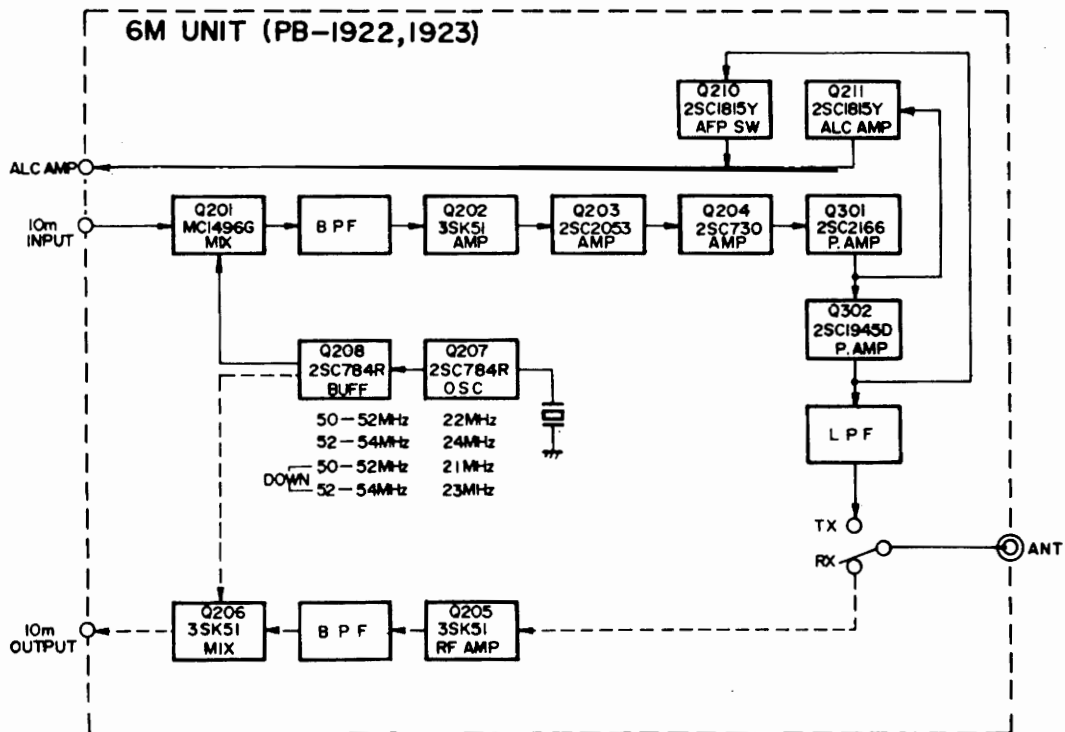 6M UNIT (PB-1922,1923)
Q210
2SC1815Y
AFP SW
Q211
2SC1815Y
ALC AMP
ALC AMP
10m
INPUT
Q201
MC1496G
MIX
B P F
Q202
3SK51
AMP
Q203
2SC2053
AMP
Q204
2SC730
AMP
Q301
2SC2166
P.AMP
Q302
2SC1945D
P.AMP
Q208
2SC784R
BUFF
Q207
2SC784R
OSC
50-52MHz 22MHz
52-54MHz 24MHz
DOWN 50-52MHz 21MHz
52-54MHz 23MHz
L P F
TX
RX
ANT
10m
OUTPUT
Q206
3SK51
MIX
B P F
Q205
3SK51
RF AMP